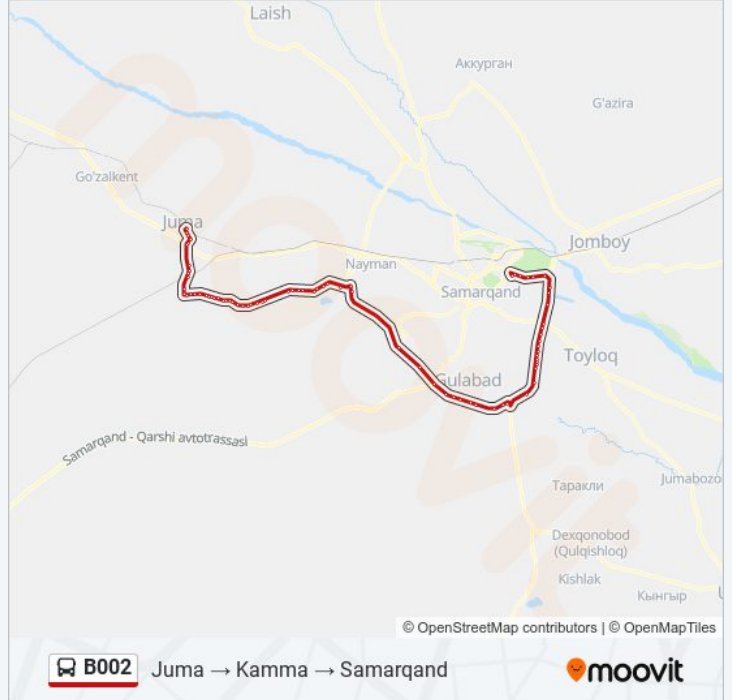 Laish
Аккурган
G'azira
Go'zalkent
Juma
Jomboy
Nayman
Samarqand
Toyloq
Gulabad
Samarqand - Qarshi avtotrassasi
Таракли
Jumabozo
Dexqonobod
(Qulqishloq)
Kishlak
Кынгыр
© OpenStreetMap contributors | © OpenMapTiles
B002 Juma → Kamma → Samarqand
moovit
moovit